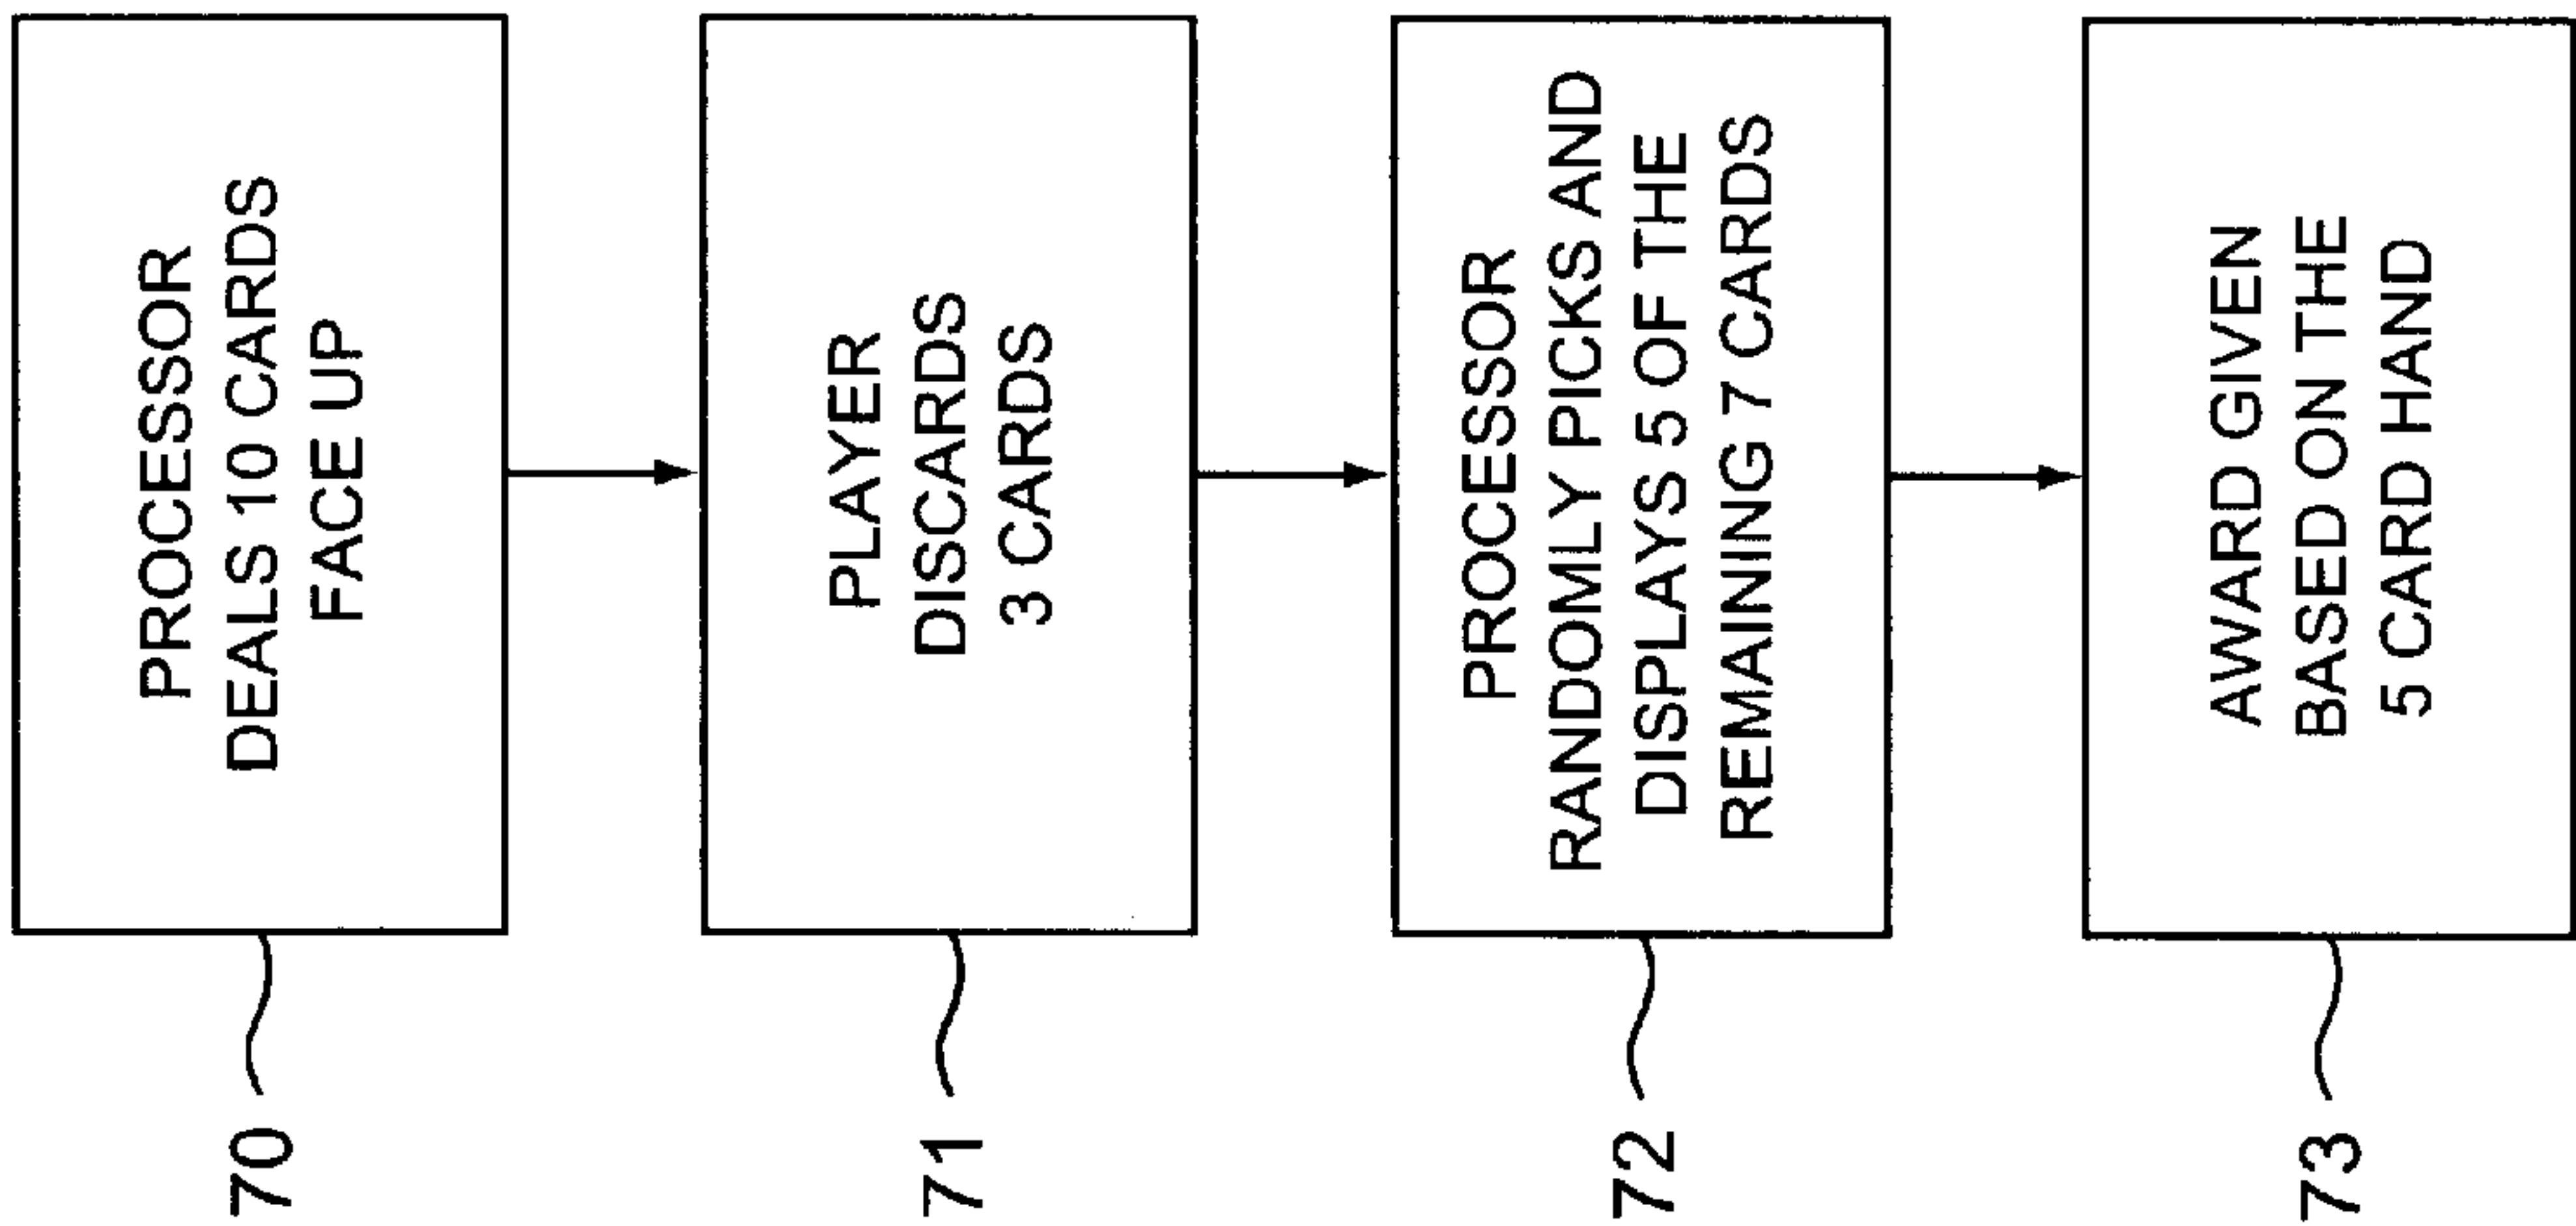 PROCESSOR
DEALS 10 CARDS
FACE UP
70
PLAYER
DISCARDS
3 CARDS
71
PROCESSOR
RANDOMLY PICKS AND
DISPLAYS 5 OF THE
REMAINING 7 CARDS
72
AWARD GIVEN
BASED ON THE
5 CARD HAND
73